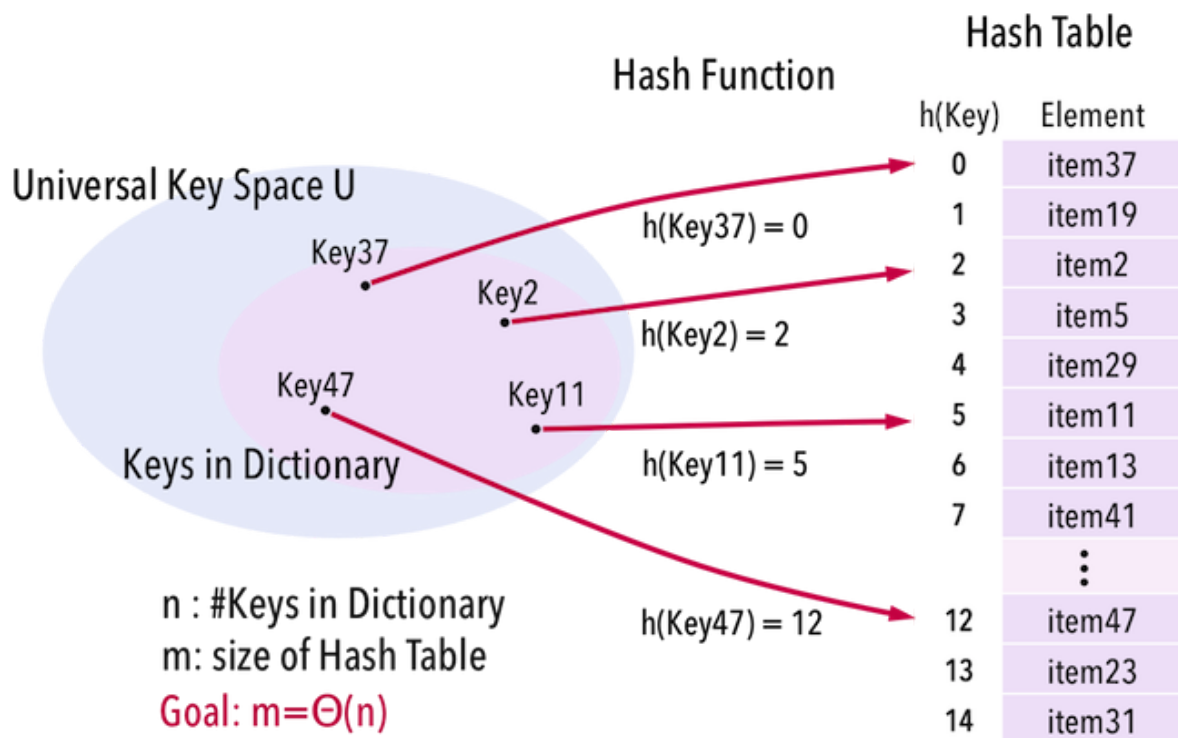 Hash Table
Hash Function
h(Key) Element
Universal Key Space U
Key37
Key2
Key47
Key11
Keys in Dictionary
h(Key37) = 0
h(Key2) = 2
h(Key11) = 5
h(Key47) = 12
0 item37
1 item19
2 item2
3 item5
4 item29
5 item11
6 item13
7 item41
⋮
12 item47
13 item23
14 item31
n : #Keys in Dictionary
m: size of Hash Table
Goal: m=Θ(n)